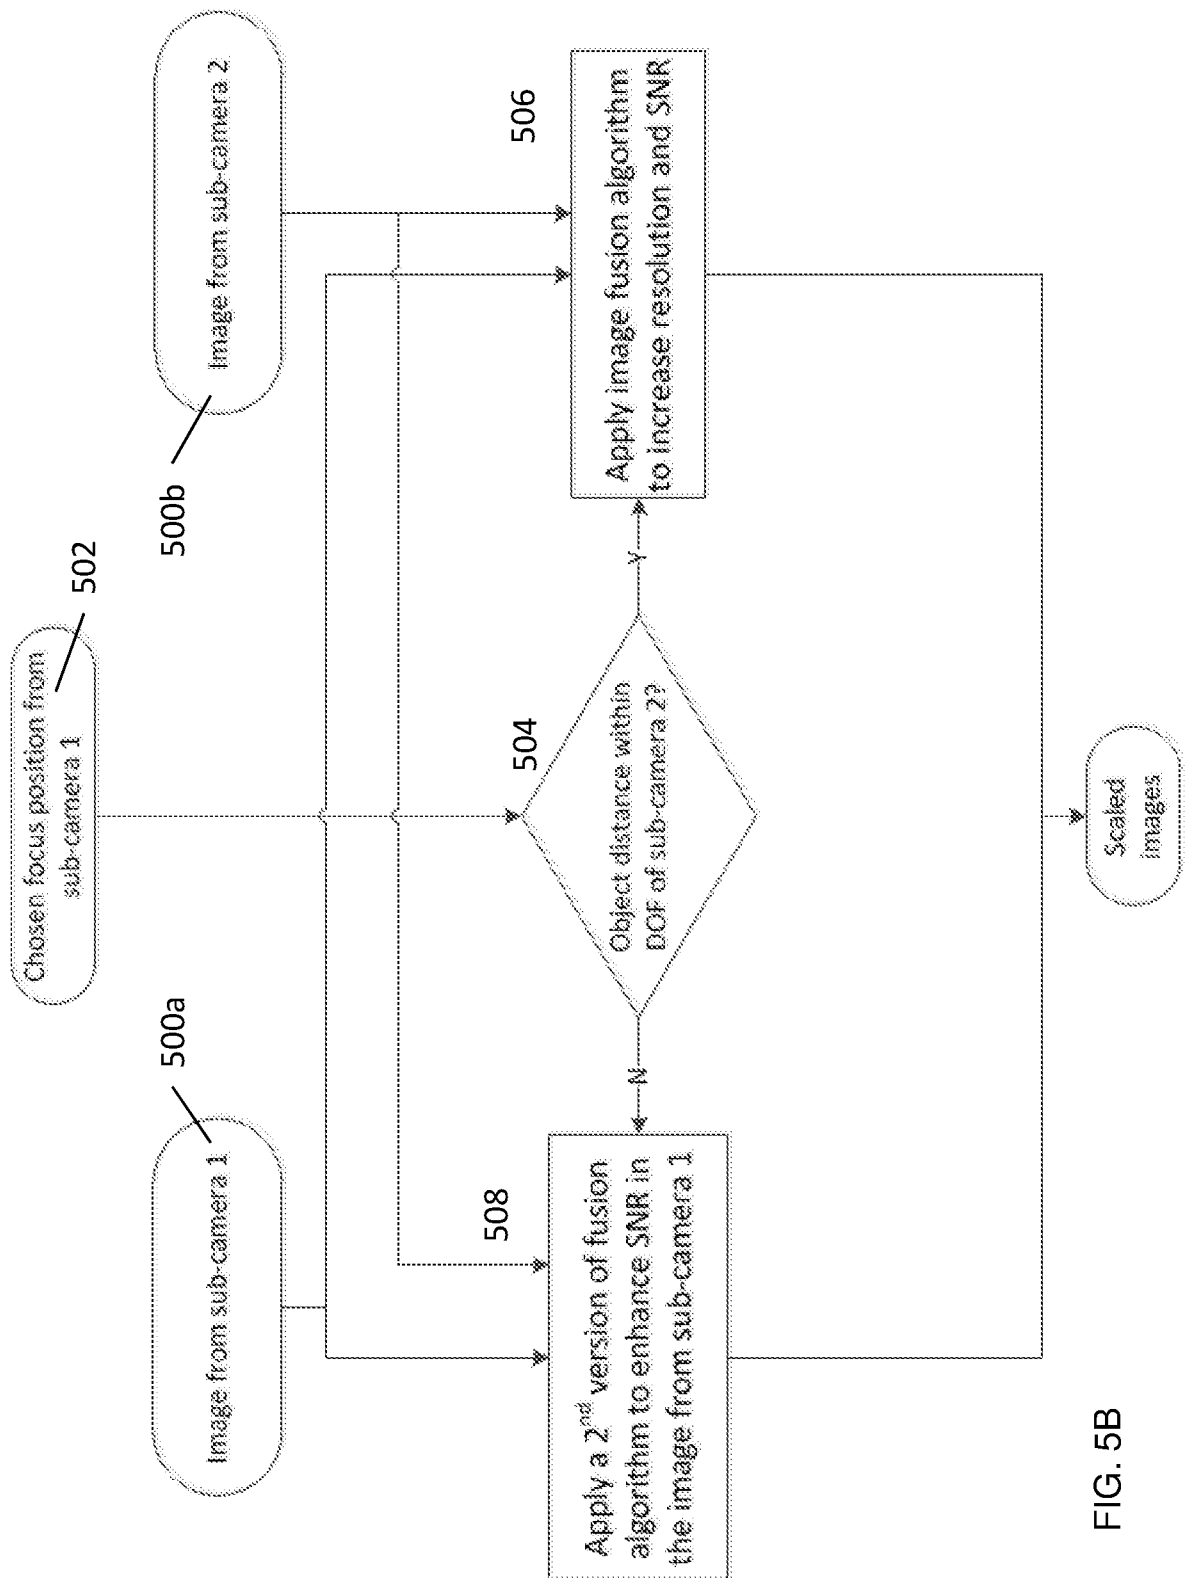 Chosen focus position from
sub-camera 1
502
500a
Image from sub-camera 1
500b
Image from sub-camera 2
504
Object distance within
DOF of sub-camera 2?
N
Y
508
Apply a 2nd version of fusion
algorithm to enhance SNR in
the image from sub-camera 1
506
Apply image fusion algorithm
to increase resolution and SNR
Scaled
images
FIG. 5B